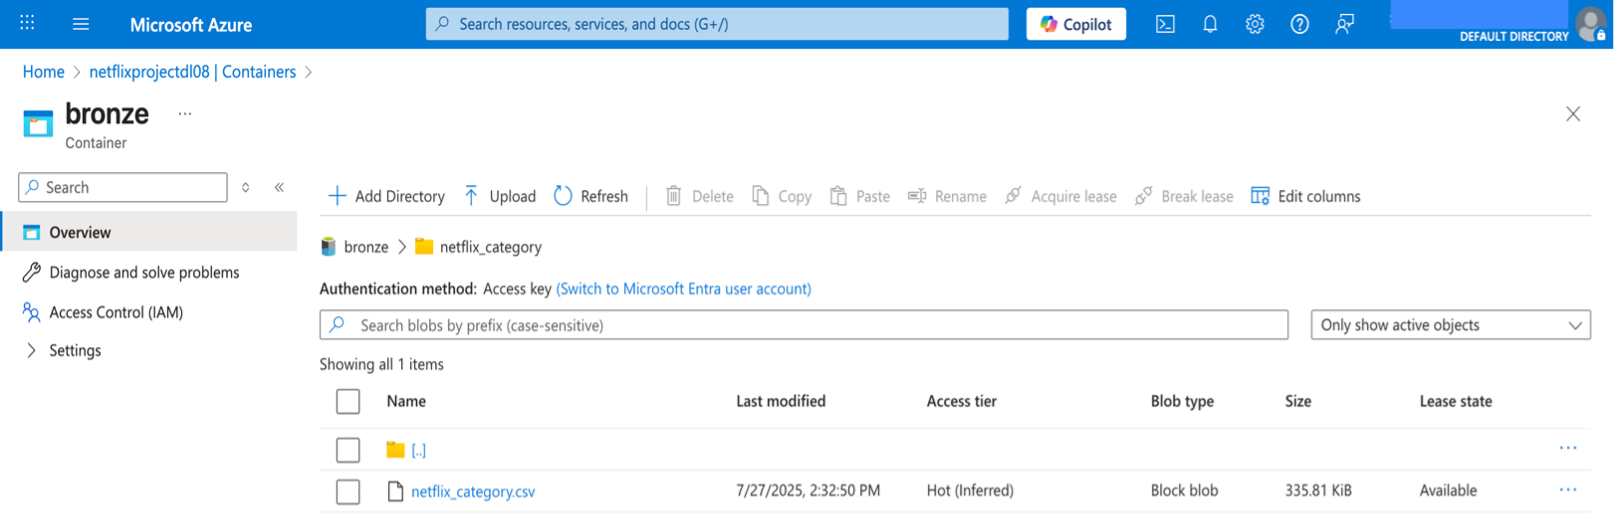 Microsoft Azure
Search resources, services, and docs (G+/)
Copilot
DEFAULT DIRECTORY
Home > netflixprojectdl08 | Containers >
bronze ...
Container
Search
Overview
Diagnose and solve problems
Access Control (IAM)
Settings
Add Directory Upload Refresh Delete Copy Paste Rename Acquire lease Break lease Edit columns
bronze > netflix_category
Authentication method: Access key (Switch to Microsoft Entra user account)
Search blobs by prefix (case-sensitive)
Only show active objects
Showing all 1 items
Name Last modified Access tier Blob type Size Lease state
[..] ...
netflix_category.csv 7/27/2025, 2:32:50 PM Hot (Inferred) Block blob 335.81 KiB Available ...